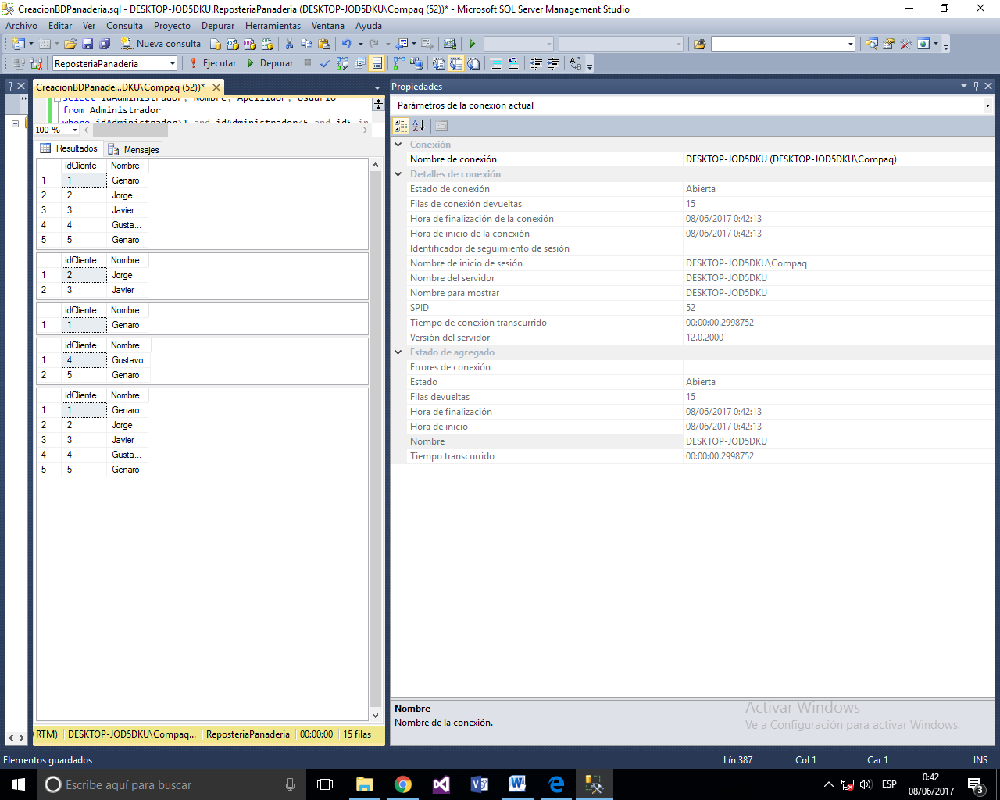 CreacionBDPanaderia.sql - DESKTOP-JOD5DKU.ReposteriaPanaderia (DESKTOP-JOD5DKU\Compaq (52))* - Microsoft SQL Server Management Studio
Archivo Editar Ver Consulta Proyecto Depurar Herramientas Ventana Ayuda
Nueva consulta
ReposteriaPanaderia Ejecutar Depurar
CreacionBDPanade...DKU\Compaq (52))*
select idAdministrador, Nombre, ApellidoP, Usuario
from Administrador
where idAdministrador>1 and idAdministrador<5 and idS in
100 %
Resultados Mensajes
idCliente Nombre
1 1 Genaro
2 2 Jorge
3 3 Javier
4 4 Gusta...
5 5 Genaro
idCliente Nombre
1 2 Jorge
2 3 Javier
idCliente Nombre
1 1 Genaro
idCliente Nombre
1 4 Gustavo
2 5 Genaro
idCliente Nombre
1 1 Genaro
2 2 Jorge
3 3 Javier
4 4 Gusta...
5 5 Genaro
RTM) DESKTOP-JOD5DKU\Compaq... ReposteriaPanaderia 00:00:00 15 filas
Propiedades
Parámetros de la conexión actual
Conexión
Nombre de conexión DESKTOP-JOD5DKU (DESKTOP-JOD5DKU\Compaq)
Detalles de conexión
Estado de conexión Abierta
Filas de conexión devueltas 15
Hora de finalización de la conexión 08/06/2017 0:42:13
Hora de inicio de la conexión 08/06/2017 0:42:13
Identificador de seguimiento de sesión
Nombre de inicio de sesión DESKTOP-JOD5DKU\Compaq
Nombre del servidor DESKTOP-JOD5DKU
Nombre para mostrar DESKTOP-JOD5DKU
SPID 52
Tiempo de conexión transcurrido 00:00:00.2998752
Versión del servidor 12.0.2000
Estado de agregado
Errores de conexión
Estado Abierta
Filas devueltas 15
Hora de finalización 08/06/2017 0:42:13
Hora de inicio 08/06/2017 0:42:13
Nombre DESKTOP-JOD5DKU
Tiempo transcurrido 00:00:00.2998752
Nombre
Nombre de la conexión.
Activar Windows
Ve a Configuración para activar Windows.
Elementos guardados Lín 387 Col 1 Car 1 INS
Escribe aquí para buscar
ESP
0:42
08/06/2017
3